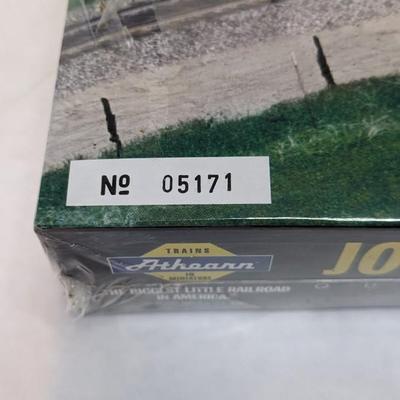 Nº 05171
TRAINS
Athearn
IN
MINIATURE
THE BIGGEST LITTLE RAILROAD
IN AMERICA
JO